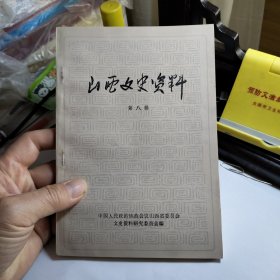 山西文史资料
第八辑
中国人民政治协商会议山西省委员会
文史资料研究委员会编